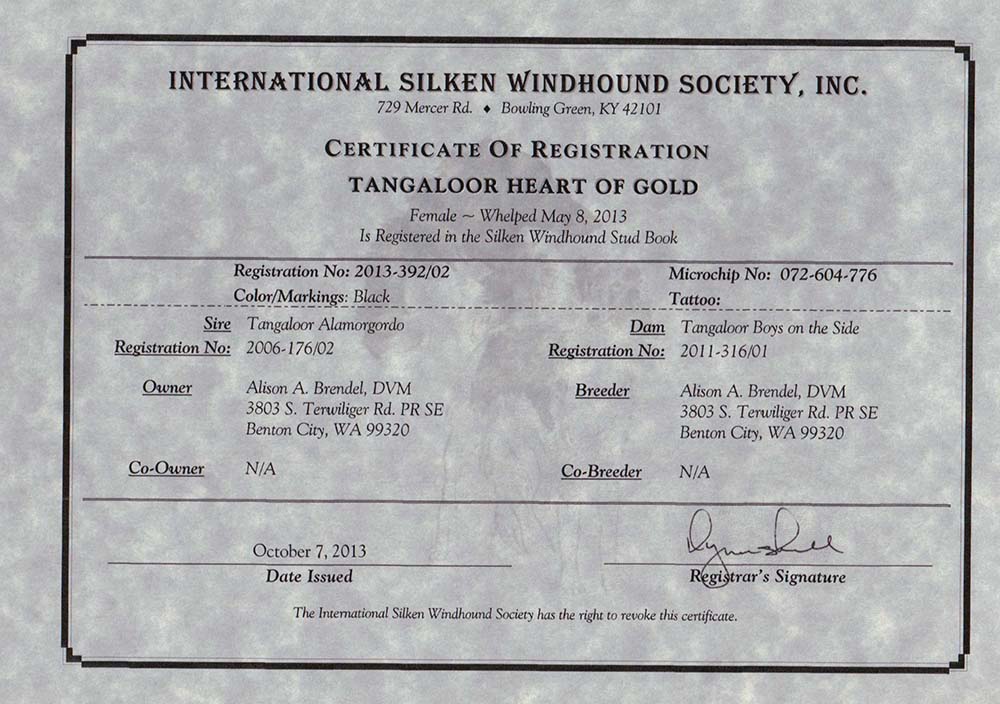 INTERNATIONAL SILKEN WINDHOUND SOCIETY, INC.
729 Mercer Rd. ♦ Bowling Green, KY 42101
CERTIFICATE OF REGISTRATION
TANGALOOR HEART OF GOLD
Female ~ Whelped May 8, 2013
Is Registered in the Silken Windhound Stud Book
Registration No: 2013-392/02 Microchip No: 072-604-776
Color/Markings: Black Tattoo:
Sire Tangaloor Alamorgordo Dam Tangaloor Boys on the Side
Registration No: 2006-176/02 Registration No: 2011-316/01
Owner Alison A. Brendel, DVM Breeder Alison A. Brendel, DVM
3803 S. Terwiliger Rd. PR SE 3803 S. Terwiliger Rd. PR SE
Benton City, WA 99320 Benton City, WA 99320
Co-Owner N/A Co-Breeder N/A
October 7, 2013
Date Issued Registrar's Signature
The International Silken Windhound Society has the right to revoke this certificate.